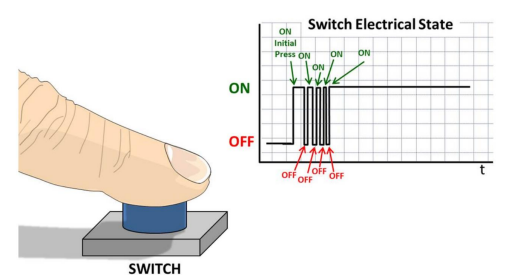 Switch Electrical State
ON
Initial
Press
ON
ON
ON
ON
ON
OFF
OFF
OFF
OFF
OFF
t
SWITCH